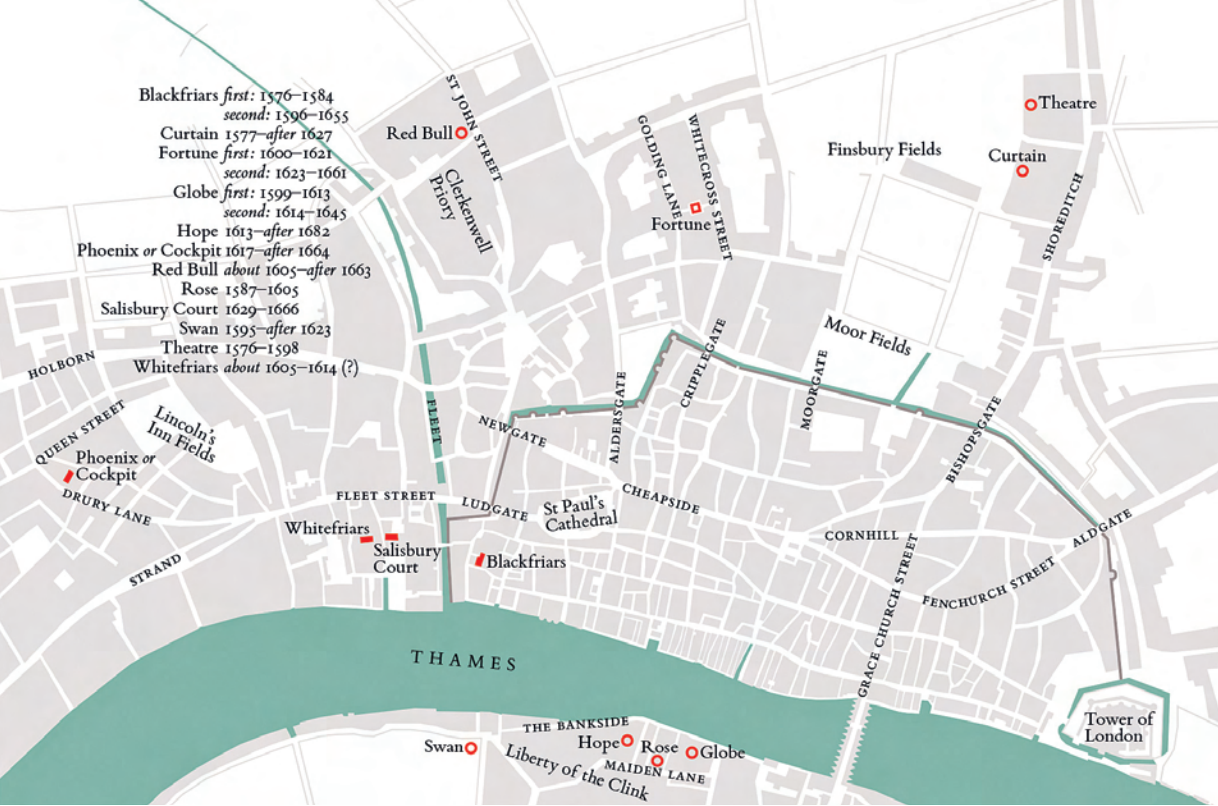 Blackfriars first: 1576–1584
second: 1596–1655
Curtain 1577–after 1627
Fortune first: 1600–1621
second: 1623–1661
Globe first: 1599–1613
second: 1614–1645
Hope 1613–after 1682
Phoenix or Cockpit 1617–after 1664
Red Bull about 1605–after 1663
Rose 1587–1605
Salisbury Court 1629–1666
Swan 1595–after 1623
Theatre 1576–1598
Whitefriars about 1605–1614 (?)
ST JOHN STREET
Red Bull
Clerkenwell
Priory
GOLDING LANE
WHITECROSS STREET
Fortune
Finsbury Fields
Theatre
Curtain
SHOREDITCH
Moor Fields
HOLBORN
QUEEN STREET
Lincoln's
Inn Fields
Phoenix or
Cockpit
DRURY LANE
STRAND
FLEET
FLEET STREET
Whitefriars
Salisbury
Court
NEWGATE
LUDGATE
St Paul's
Cathedral
Blackfriars
ALDERSGATE
CRIPPLEGATE
MOORGATE
CHEAPSIDE
BISHOPSGATE
CORNHILL
ALDGATE
FENCHURCH STREET
GRACE CHURCH STREET
THAMES
Tower of
London
THE BANKSIDE
Swan
Hope
Rose
Globe
MAIDEN LANE
Liberty of the Clink